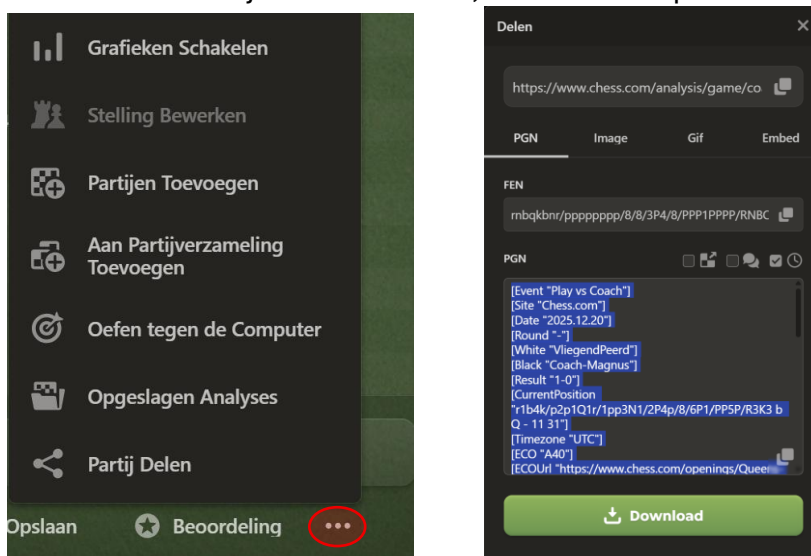 Grafieken Schakelen
Stelling Bewerken
Partijen Toevoegen
Aan Partijverzameling
Toevoegen
Oefen tegen de Computer
Opgeslagen Analyses
Partij Delen
Opslaan
Beoordeling
Delen
https://www.chess.com/analysis/game/co
PGN Image Gif Embed
FEN
rnbqkbnr/pppppppp/8/8/3P4/8/PPP1PPPP/RNBC
PGN
[Event "Play vs Coach"]
[Site "Chess.com"]
[Date "2025.12.20"]
[Round "-"]
[White "VliegendPeerd"]
[Black "Coach-Magnus"]
[Result "1-0"]
[CurrentPosition
"r1b4k/p2p1Q1r/1pp3N1/2P4p/8/6P1/PP5P/R3K3 b
Q - 11 31"]
[Timezone "UTC"]
[ECO "A40"]
[ECOUrl "https://www.chess.com/openings/Queens
Download